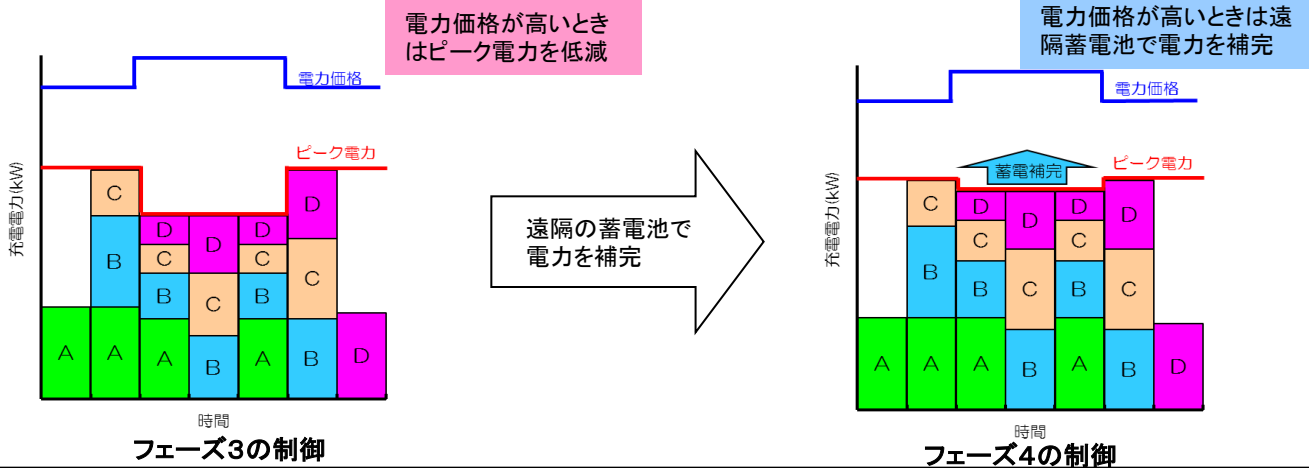 電力価格が高いとき
はピーク電力を低減
電力価格
ピーク電力
充電電力(kW)
C
B
A
A
D
C
B
A
D
C
B
D
C
B
A
D
C
B
D
時間
フェーズ3の制御
遠隔の蓄電池で
電力を補完
電力価格が高いときは遠
隔蓄電池で電力を補完
電力価格
ピーク電力
蓄電補完
充電電力(kW)
C
B
A
A
D
C
B
A
D
C
B
D
C
B
A
D
C
B
D
時間
フェーズ4の制御